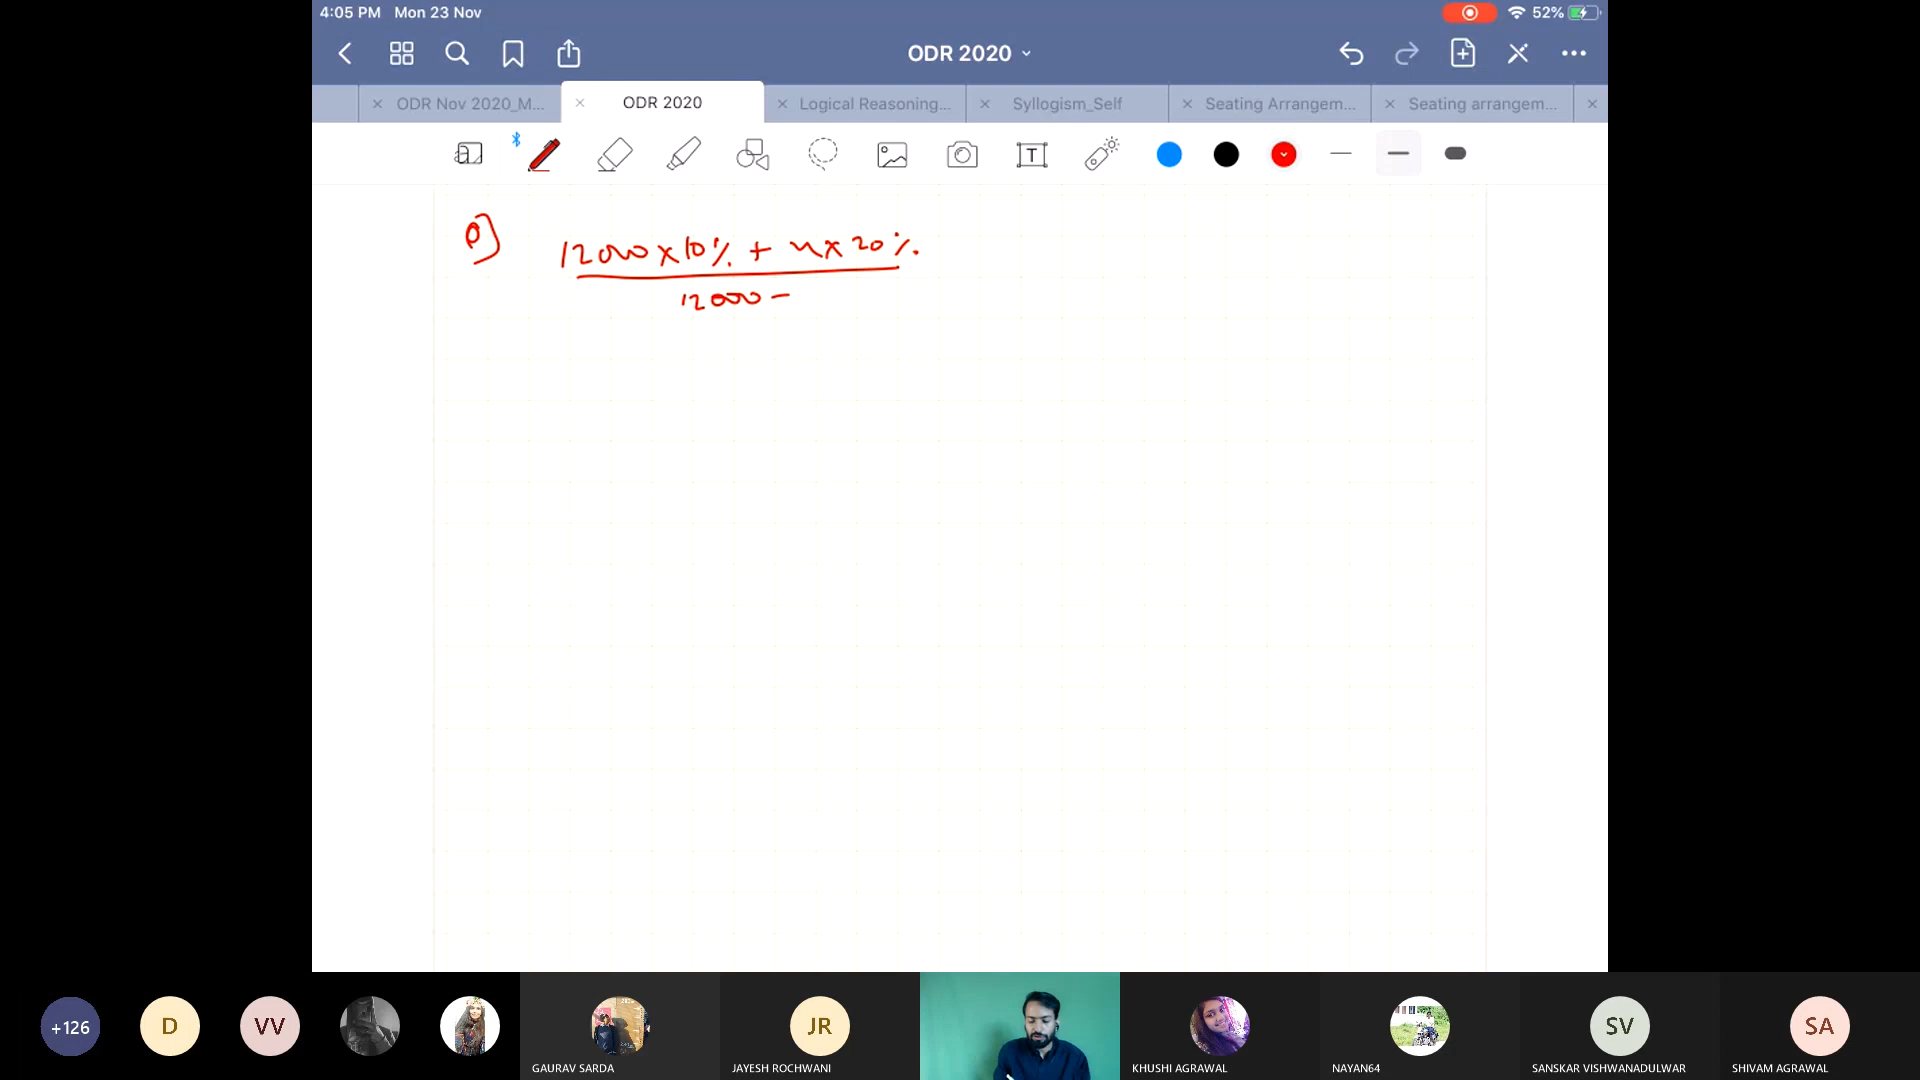 4:05 PM Mon 23 Nov 52%
ODR 2020
ODR Nov 2020_M... ODR 2020 Logical Reasoning... Syllogism_Self Seating Arrangem... Seating arrangem...
a T
12000 x 10% + x x 20%
12000 -
+126 D VV JR SV SA
GAURAV SARDA JAYESH ROCHWANI KHUSHI AGRAWAL NAYAN64 SANSKAR VISHWANADULWAR SHIVAM AGRAWAL